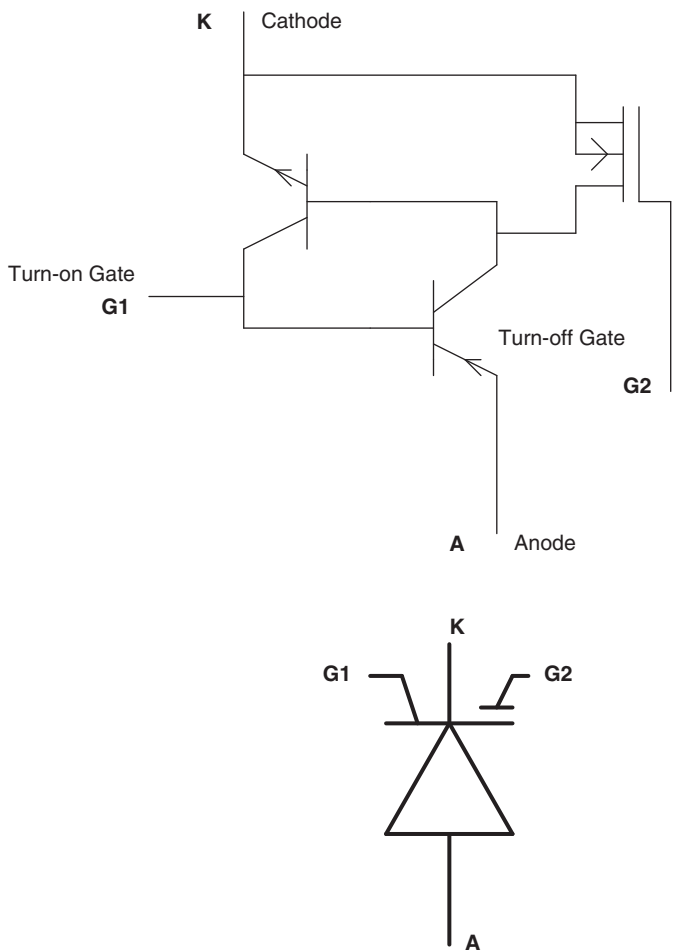 K Cathode
Turn-on Gate
G1
Turn-off Gate
G2
A Anode
K
G1 G2
A